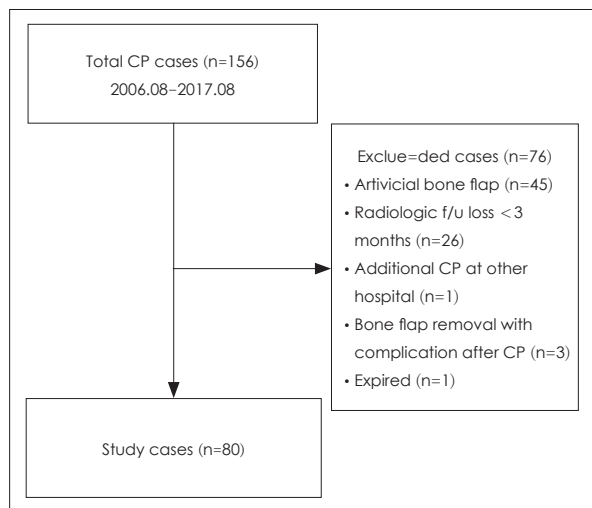 Total CP cases (n=156)
2006.08–2017.08
Exclue=ded cases (n=76)
• Artivicial bone flap (n=45)
• Radiologic f/u loss <3
months (n=26)
• Additional CP at other
hospital (n=1)
• Bone flap removal with
complication after CP (n=3)
• Expired (n=1)
Study cases (n=80)